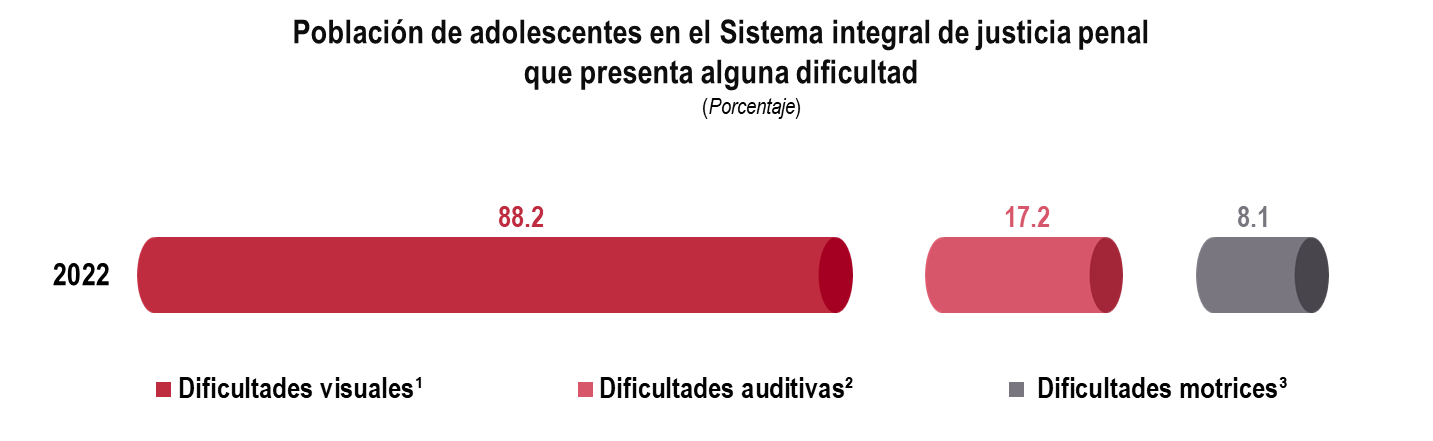 Población de adolescentes en el Sistema integral de justicia penal
que presenta alguna dificultad
(Porcentaje)
88.2 17.2 8.1
2022
Dificultades visuales¹ Dificultades auditivas² Dificultades motrices³